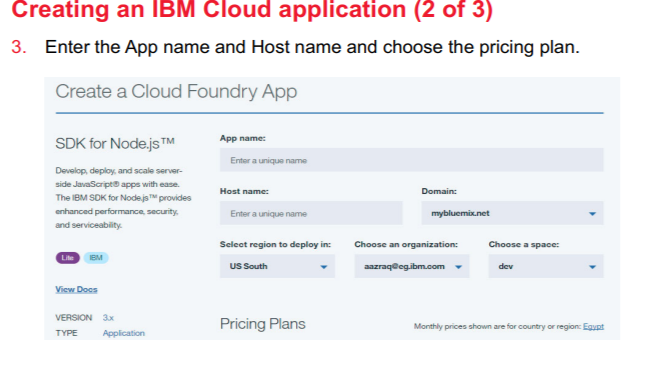 Creating an IBM Cloud application (2 of 3)
3. Enter the App name and Host name and choose the pricing plan.
Create a Cloud Foundry App
SDK for Node.js™
Develop, deploy, and scale server-
side JavaScript® apps with ease.
The IBM SDK for Node.js™ provides
enhanced performance, security,
and serviceability.
Lite IBM
View Docs
VERSION 3.x
TYPE Application
App name:
Enter a unique name
Host name: Domain:
Enter a unique name mybluemix.net
Select region to deploy in: Choose an organization: Choose a space:
US South aazraq@eg.ibm.com dev
Pricing Plans Monthly prices shown are for country or region: Egypt